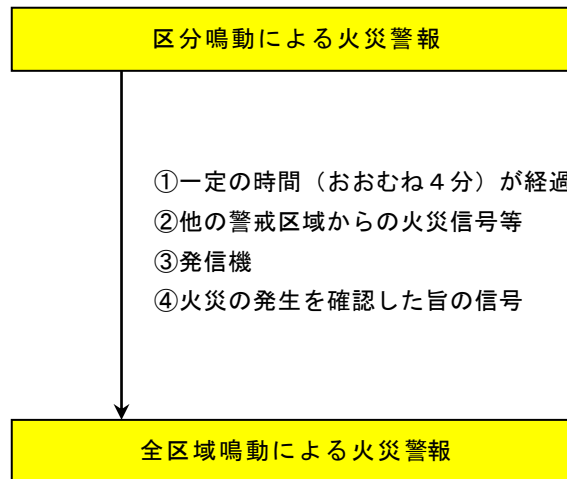 区分鳴動による火災警報
①一定の時間（おおむね４分）が経過
②他の警戒区域からの火災信号等
③発信機
④火災の発生を確認した旨の信号
全区域鳴動による火災警報